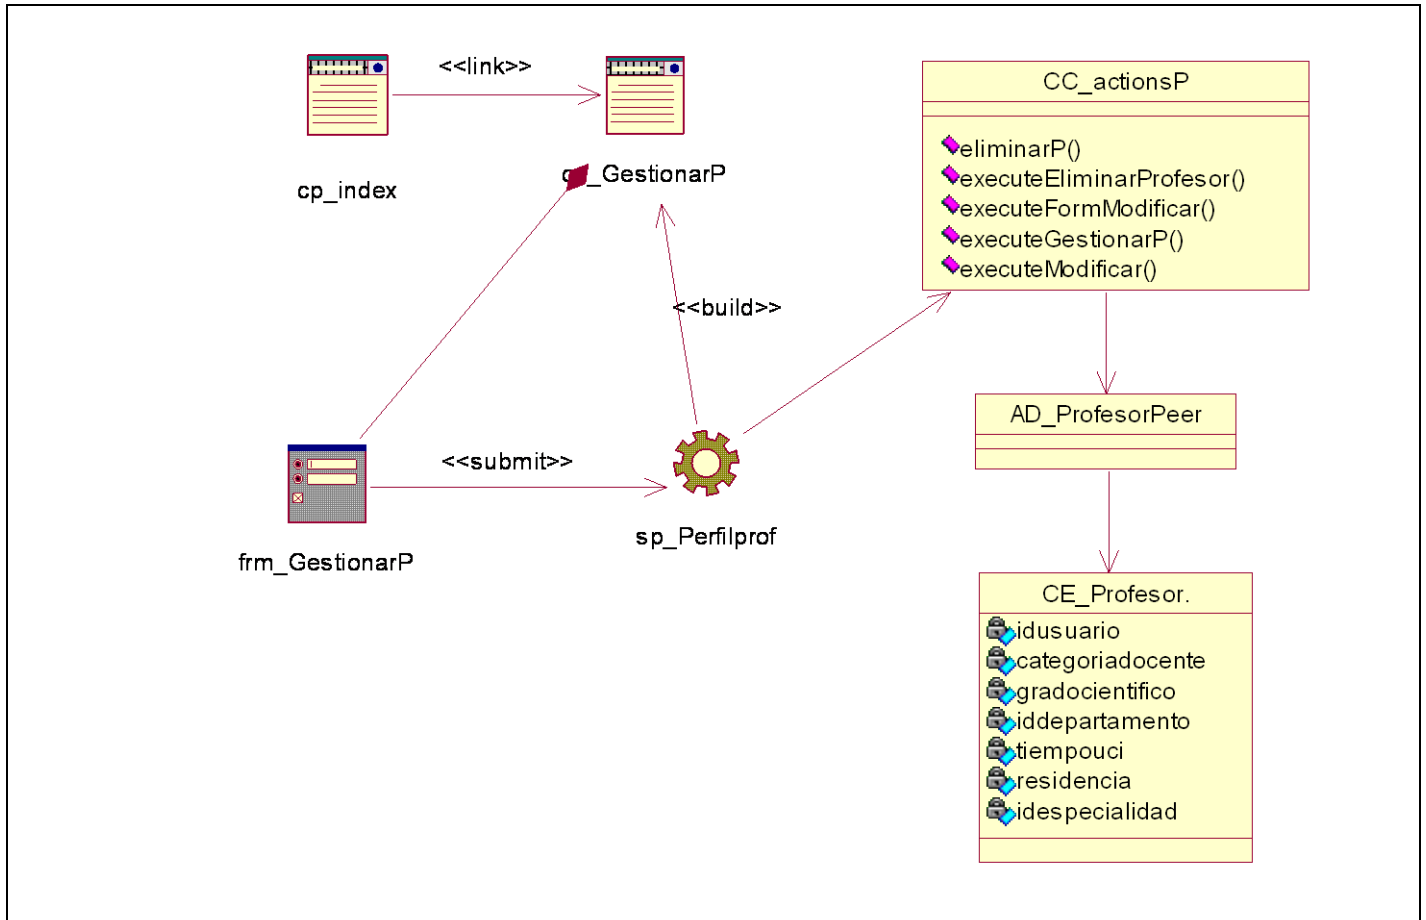 <<link>>
cp_index
_GestionarP
<<build>>
<<submit>>
frm_GestionarP
sp_Perfilprof
CC_actionsP
eliminarP()
executeEliminarProfesor()
executeFormModificar()
executeGestionarP()
executeModificar()
AD_ProfesorPeer
CE_Profesor.
idusuario
categoriadocente
gradocientifico
iddepartamento
tiempouci
residencia
idespecialidad